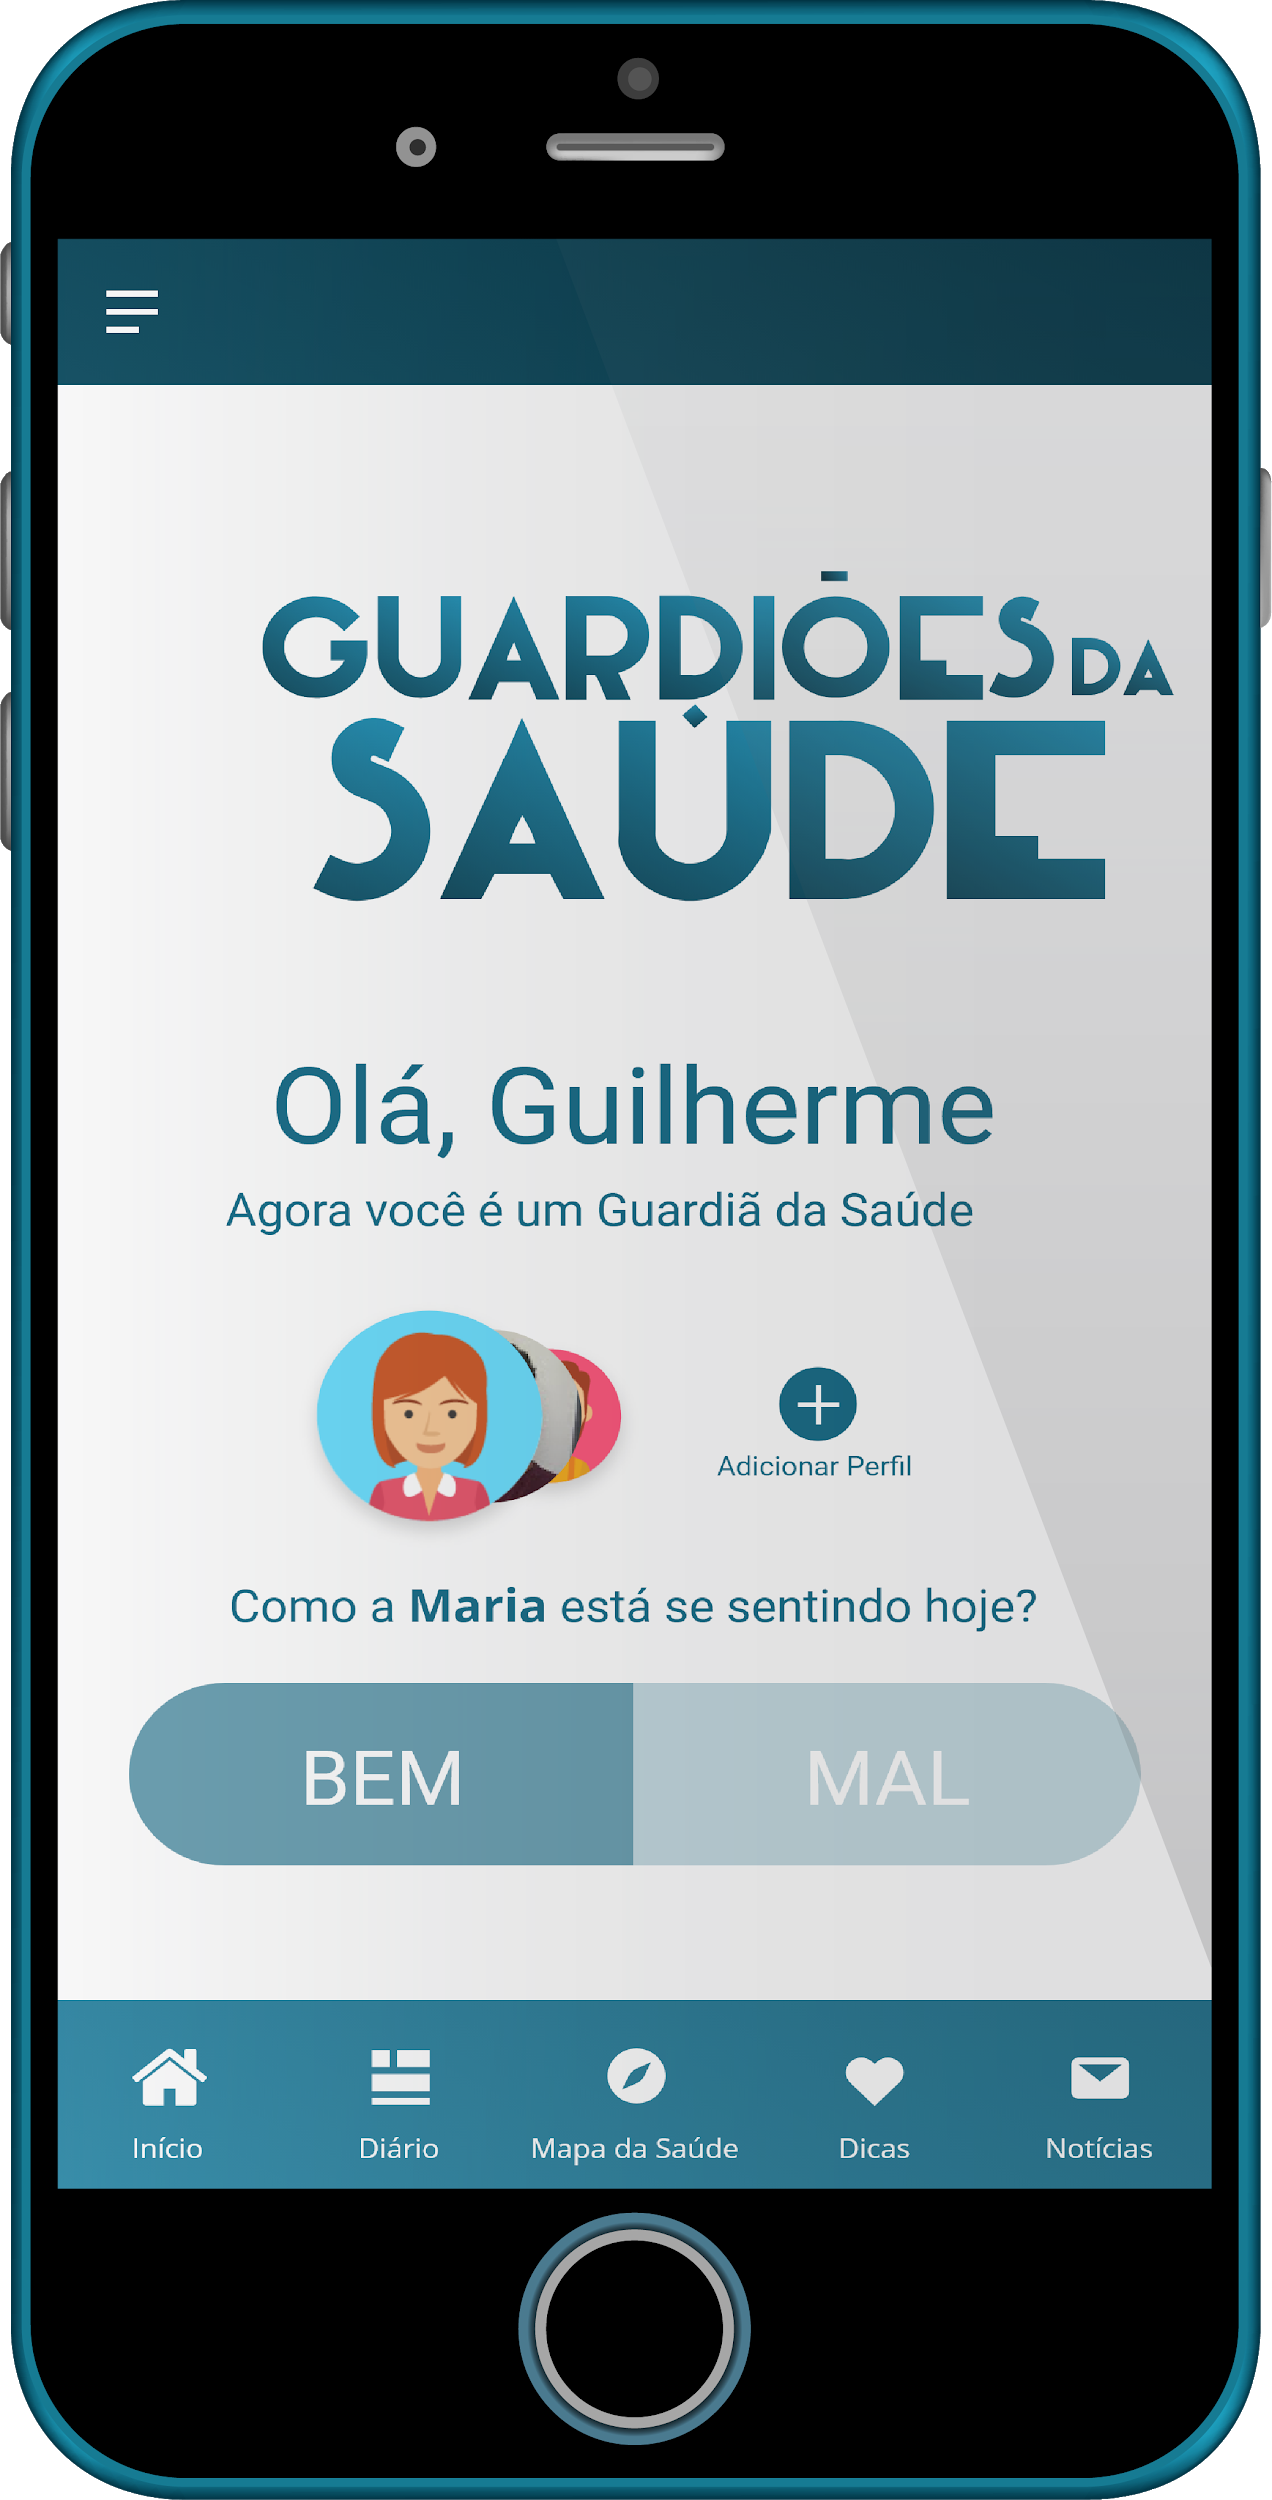 GUARDIÕES DA
SAÚDE
Olá, Guilherme
Agora você é um Guardiã da Saúde
Adicionar Perfil
Como a Maria está se sentindo hoje?
BEM MAL
Início Diário Mapa da Saúde Dicas Notícias